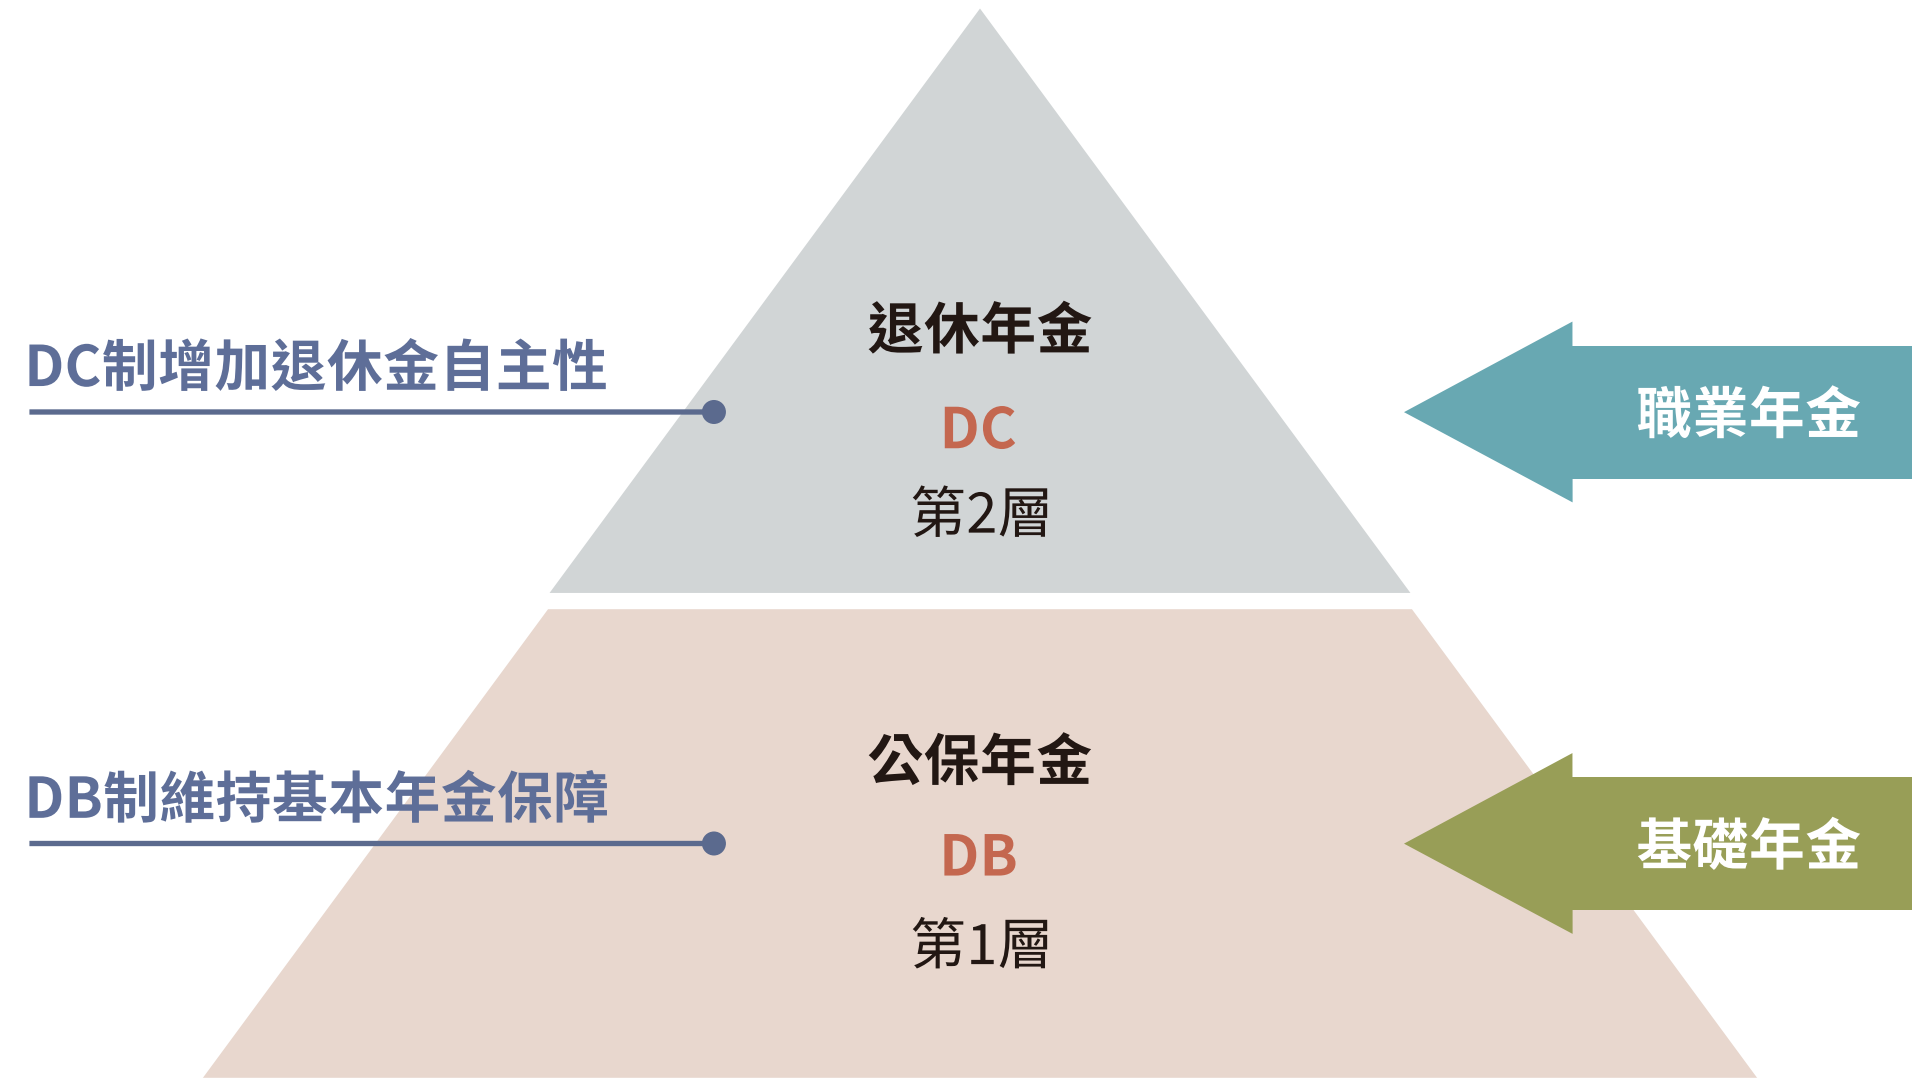 退休年金
DC制增加退休金自主性
DC
職業年金
第2層
公保年金
DB制維持基本年金保障
DB
基礎年金
第1層